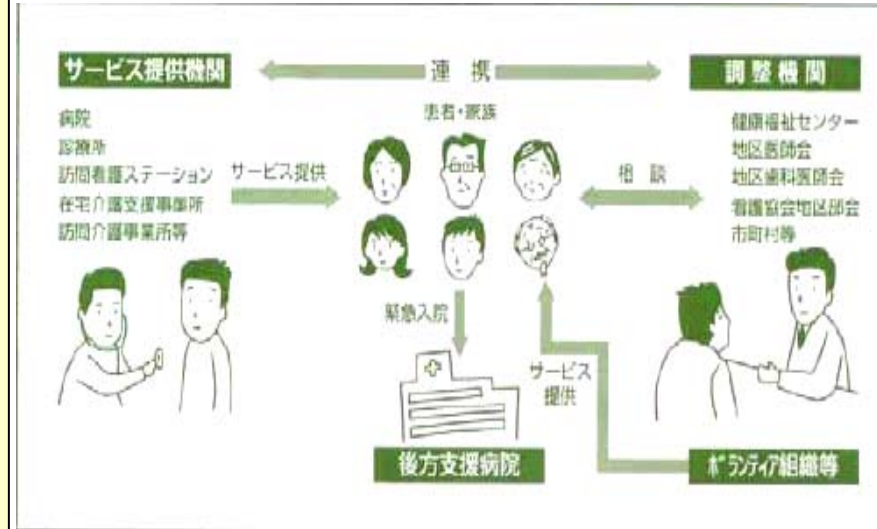 サービス提供機関
連携
調整機関
病院
診療所
訪問看護ステーション
在宅介護支援事業所
訪問介護事業所等
サービス提供
患者・家族
相談
健康福祉センター
地区医師会
地区歯科医師会
看護協会地区部会
市町村等
緊急入院
後方支援病院
サービス
提供
ボランティア組織等